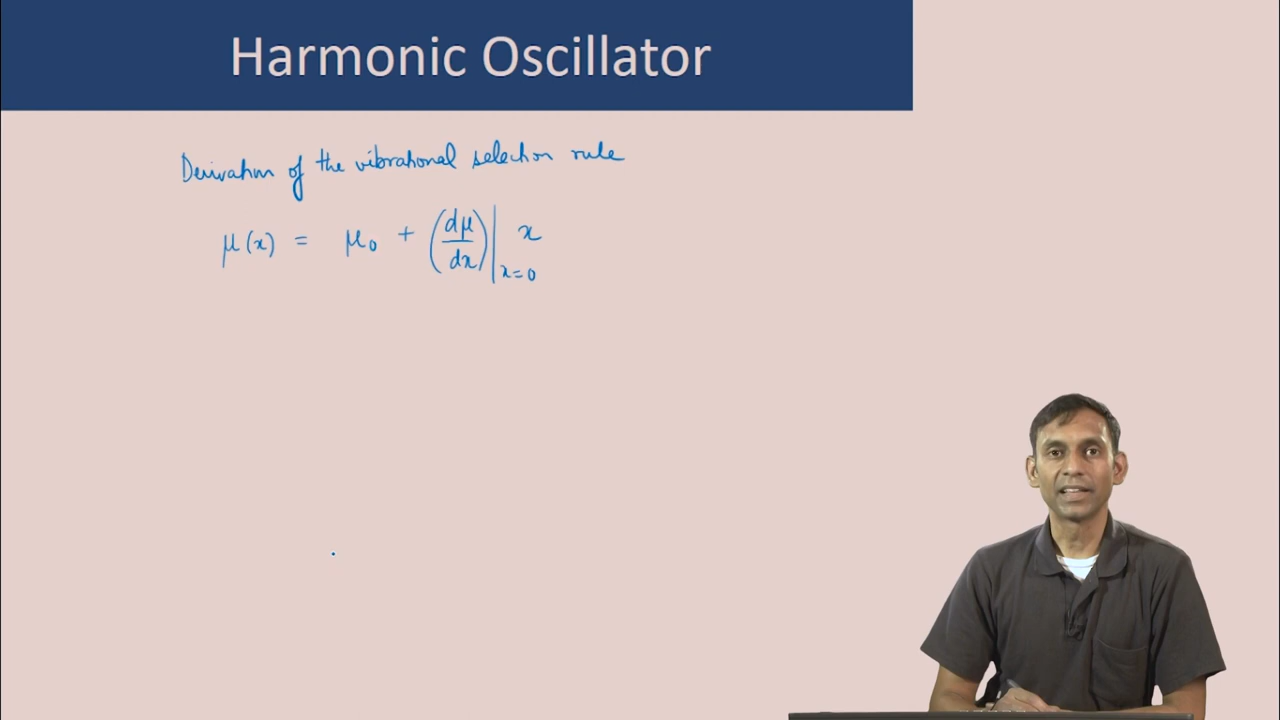 Harmonic Oscillator
Derivation of the vibrational selection rule
μ(x) = μ₀ + (dμ/dx)|ₓ₌₀ x